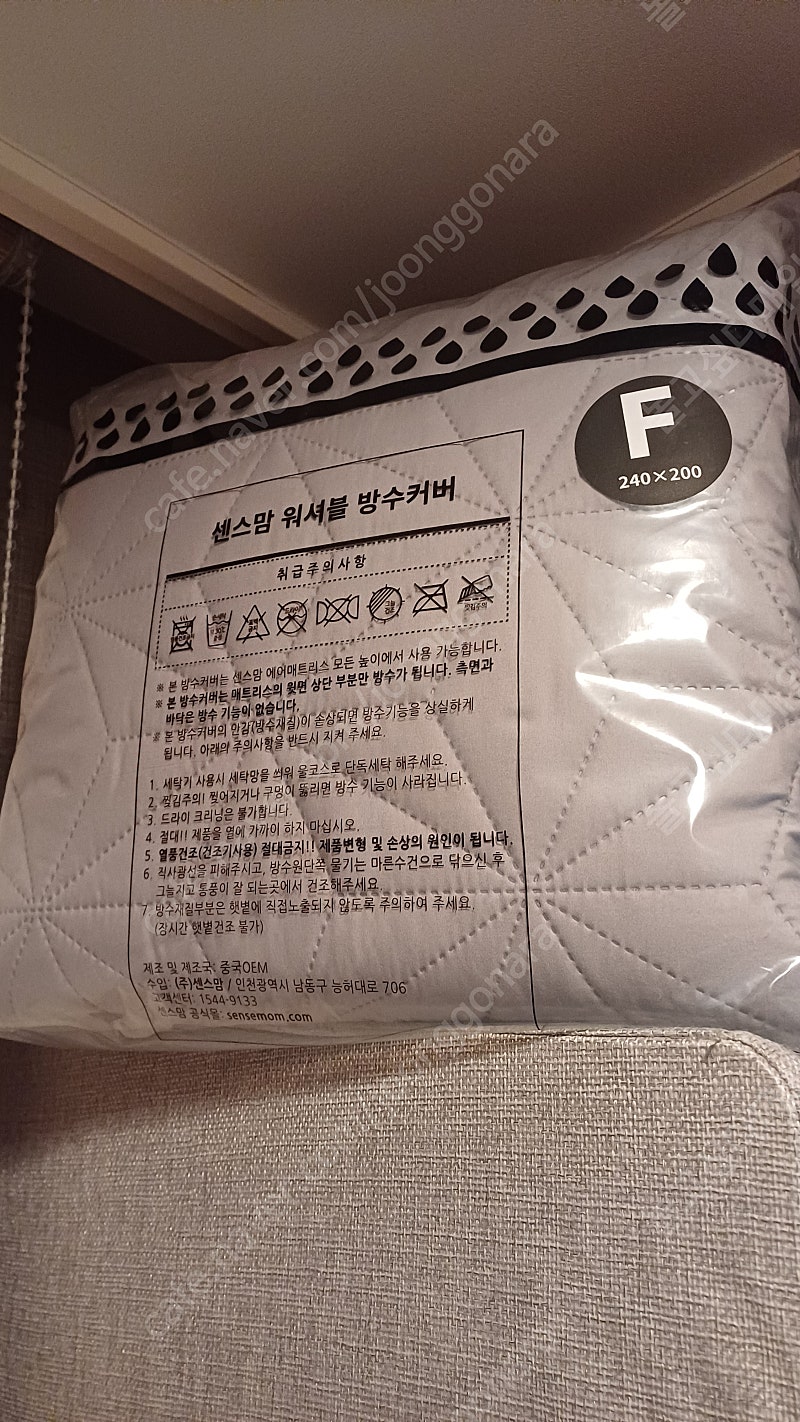 F
240×200
센스맘 워셔블 방수커버
취급주의사항
※ 본 방수커버는 센스맘 에어매트리스 모든 높이에서 사용 가능합니다.
※ 본 방수커버는 매트리스의 윗면 상단 부분만 방수가 됩니다. 측면과
바닥은 방수 기능이 없습니다.
※ 본 방수커버의 안감(방수재질)이 손상되면 방수기능을 상실하게
됩니다. 아래의 주의사항을 반드시 지켜 주세요.
1. 세탁기 사용시 세탁망을 씌워 울코스로 단독세탁 해주세요.
2. 찢김주의! 찢어지거나 구멍이 뚫리면 방수 기능이 사라집니다.
3. 드라이 크리닝은 불가합니다.
4. 절대!! 제품을 열에 가까이 하지 마십시오.
5. 열풍건조(건조기사용) 절대금지!! 제품변형 및 손상의 원인이 됩니다.
6. 직사광선을 피해주시고, 방수원단쪽 물기는 마른수건으로 닦으신 후
그늘지고 통풍이 잘 되는곳에서 건조해주세요.
7. 방수재질부분은 햇볕에 직접노출되지 않도록 주의하여 주세요.
(장시간 햇볕건조 불가)
제조 및 제조국: 중국OEM
수입: (주)센스맘 / 인천광역시 남동구 능허대로 706
고객센터: 1544-9133
센스맘 공식몰: sensemom.com
cafe.naver.com/joonggonara